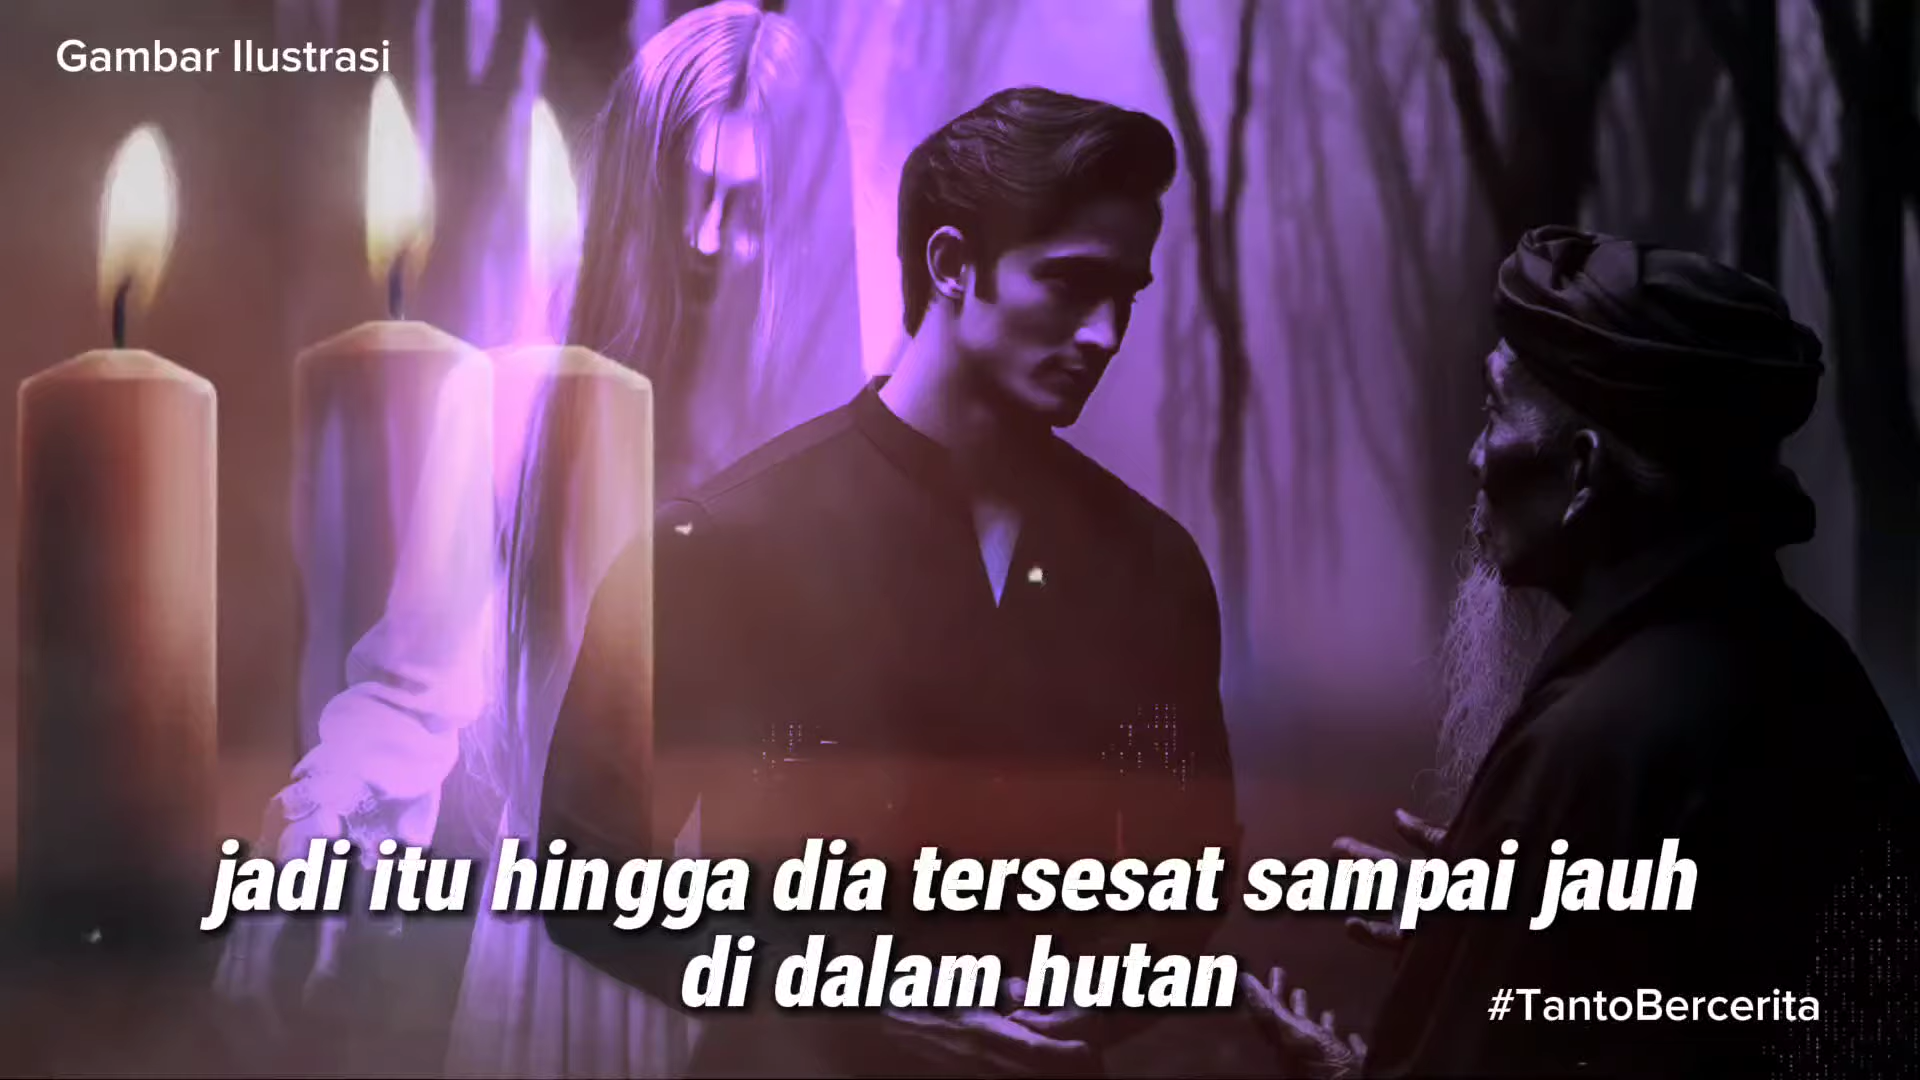 Gambar Ilustrasi
jadi itu hingga dia tersesat sampai jauh
di dalam hutan
#TantoBercerita